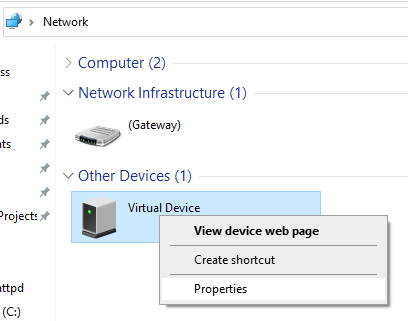 Network
Computer (2)
ss
Network Infrastructure (1)
(Gateway)
ds
nts
Other Devices (1)
Virtual Device
View device web page
Projects
Create shortcut
Properties
ttpd
(C:)